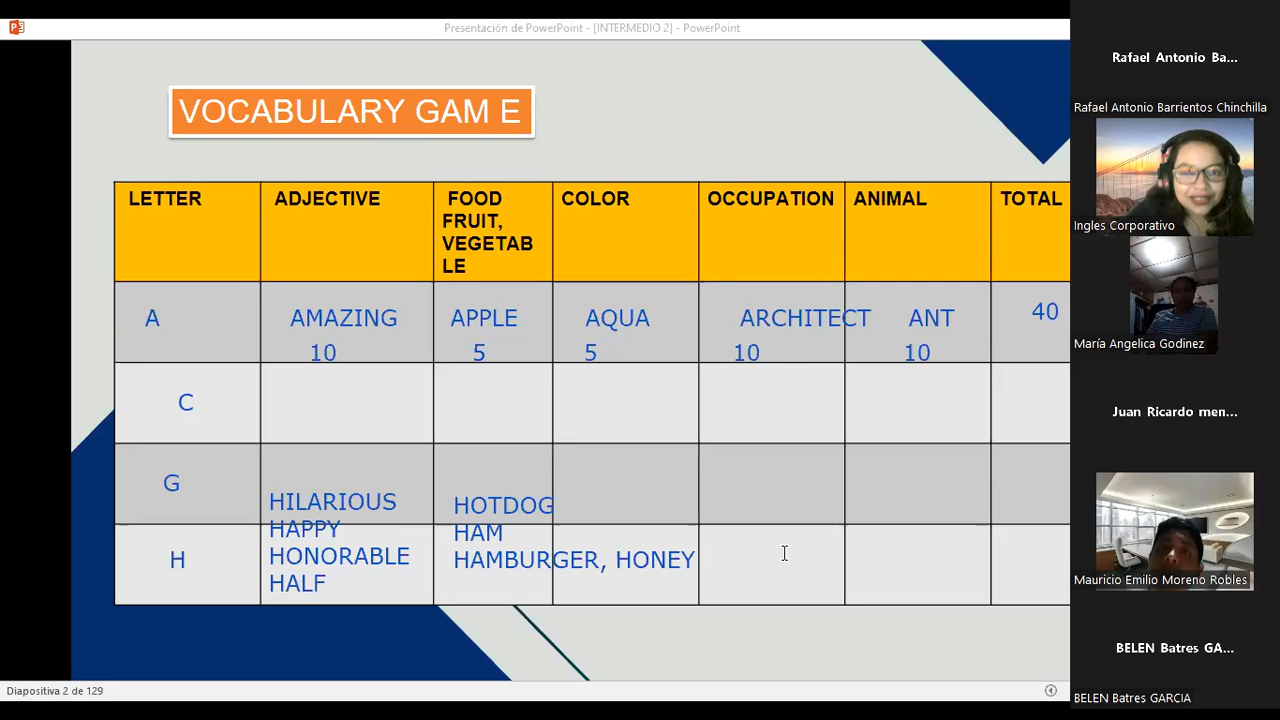 Presentación de PowerPoint - [INTERMEDIO 2] - PowerPoint
VOCABULARY GAM E
LETTER ADJECTIVE FOOD COLOR OCCUPATION ANIMAL TOTAL
FRUIT,
VEGETAB
LE
A AMAZING APPLE AQUA ARCHITECT ANT 40
10 5 5 10 10
C
G
HILARIOUS HOTDOG
HAPPY HAM
H HONORABLE HAMBURGER, HONEY
HALF
Diapositiva 2 de 129
Rafael Antonio Ba...
Rafael Antonio Barrientos Chinchilla
Ingles Corporativo
María Angelica Godinez
Juan Ricardo men...
Mauricio Emilio Moreno Robles
BELEN Batres GA...
BELEN Batres GARCIA